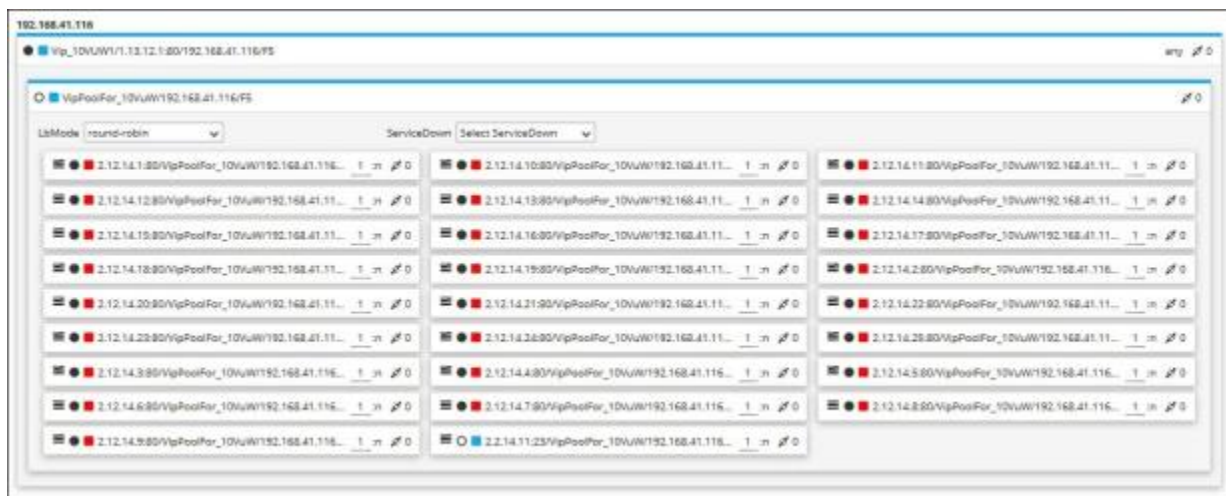 192.168.41.116
Vip_10VUW1/1.13.12.1:80/192.168.41.116/F5 any 0
VipPoolFor_10VuW/192.168.41.116/F5 0
LbMode round-robin ServiceDown Select ServiceDown
2.12.14.1:80/VipPoolFor_10VuW/192.168.41.116... 1 :n 0
2.12.14.10:80/VipPoolFor_10VuW/192.168.41.11... 1 :n 0
2.12.14.11:80/VipPoolFor_10VuW/192.168.41.11... 1 :n 0
2.12.14.12:80/VipPoolFor_10VuW/192.168.41.11... 1 :n 0
2.12.14.13:80/VipPoolFor_10VuW/192.168.41.11... 1 :n 0
2.12.14.14:80/VipPoolFor_10VuW/192.168.41.11... 1 :n 0
2.12.14.15:80/VipPoolFor_10VuW/192.168.41.11... 1 :n 0
2.12.14.16:80/VipPoolFor_10VuW/192.168.41.11... 1 :n 0
2.12.14.17:80/VipPoolFor_10VuW/192.168.41.11... 1 :n 0
2.12.14.18:80/VipPoolFor_10VuW/192.168.41.11... 1 :n 0
2.12.14.19:80/VipPoolFor_10VuW/192.168.41.11... 1 :n 0
2.12.14.2:80/VipPoolFor_10VuW/192.168.41.116... 1 :n 0
2.12.14.20:80/VipPoolFor_10VuW/192.168.41.11... 1 :n 0
2.12.14.21:80/VipPoolFor_10VuW/192.168.41.11... 1 :n 0
2.12.14.22:80/VipPoolFor_10VuW/192.168.41.11... 1 :n 0
2.12.14.23:80/VipPoolFor_10VuW/192.168.41.11... 1 :n 0
2.12.14.24:80/VipPoolFor_10VuW/192.168.41.11... 1 :n 0
2.12.14.25:80/VipPoolFor_10VuW/192.168.41.11... 1 :n 0
2.12.14.3:80/VipPoolFor_10VuW/192.168.41.116... 1 :n 0
2.12.14.4:80/VipPoolFor_10VuW/192.168.41.116... 1 :n 0
2.12.14.5:80/VipPoolFor_10VuW/192.168.41.116... 1 :n 0
2.12.14.6:80/VipPoolFor_10VuW/192.168.41.116... 1 :n 0
2.12.14.7:80/VipPoolFor_10VuW/192.168.41.116... 1 :n 0
2.12.14.8:80/VipPoolFor_10VuW/192.168.41.116... 1 :n 0
2.12.14.9:80/VipPoolFor_10VuW/192.168.41.116... 1 :n 0
2.2.14.11:23/VipPoolFor_10VuW/192.168.41.116... 1 :n 0